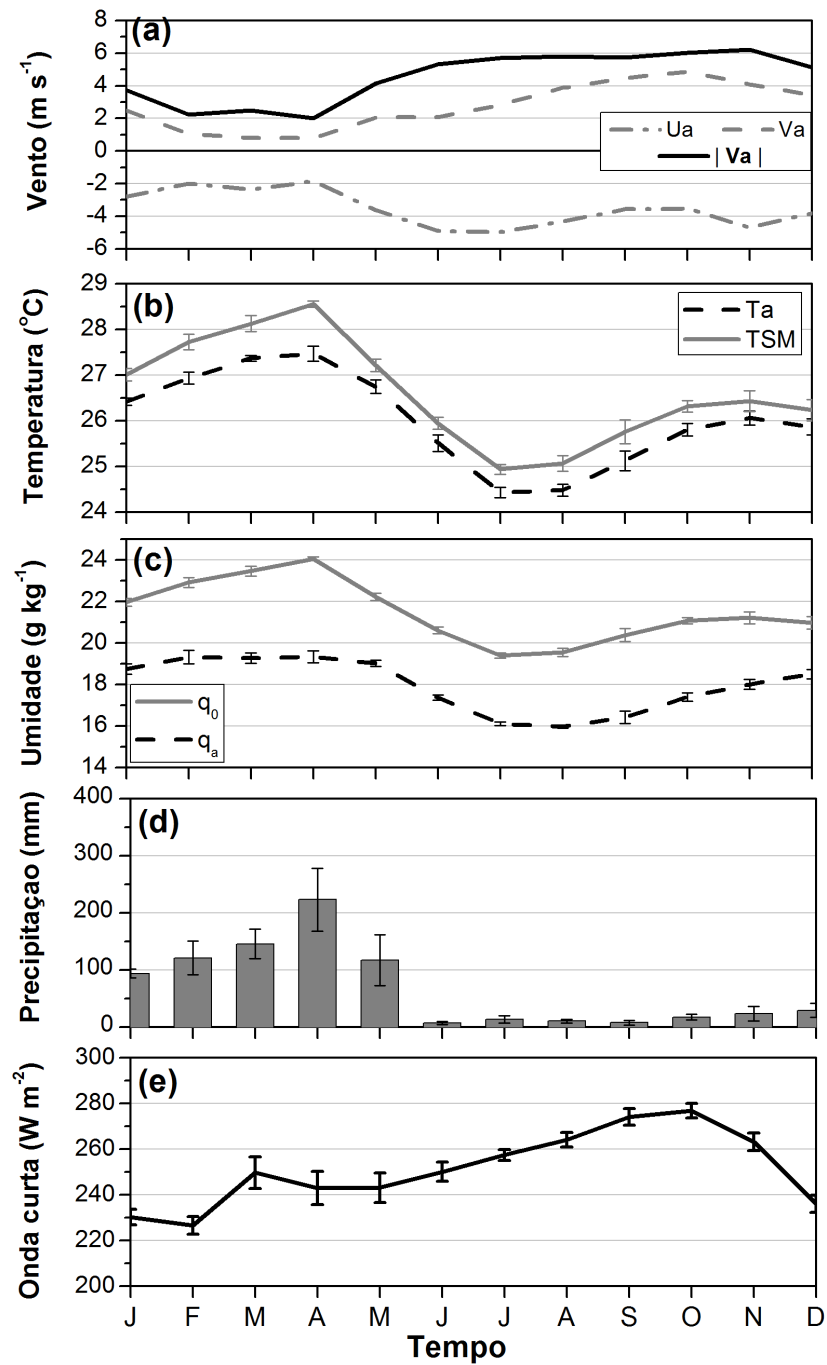 (a)
Vento (m s-1)
8
6
4
2
0
-2
-4
-6
Ua
Va
| Va |
(b)
Temperatura (°C)
29
28
27
26
25
24
Ta
TSM
(c)
Umidade (g kg-1)
24
22
20
18
16
14
q0
qa
(d)
Precipitaçao (mm)
400
300
200
100
0
(e)
Onda curta (W m-2)
300
280
260
240
220
200
J F M A M J J A S O N D
Tempo